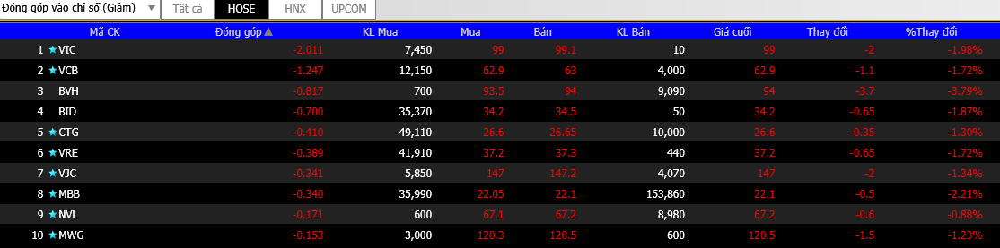 Đóng góp vào chỉ số (Giảm) Tất cả HOSE HNX UPCOM
Mã CK Đóng góp KL Mua Mua Bán KL Bán Giá cuối Thay đổi %Thay đổi
1 VIC -2.011 7,450 99 99.1 10 99 -2 -1.98%
2 VCB -1.247 12,150 62.9 63 4,000 62.9 -1.1 -1.72%
3 BVH -0.817 700 93.5 94 9,090 94 -3.7 -3.79%
4 BID -0.700 35,370 34.2 34.5 50 34.2 -0.65 -1.87%
5 CTG -0.410 49,110 26.6 26.65 10,000 26.6 -0.35 -1.30%
6 VRE -0.389 41,910 37.2 37.3 440 37.2 -0.65 -1.72%
7 VJC -0.341 5,850 147 147.2 4,070 147 -2 -1.34%
8 MBB -0.340 35,990 22.05 22.1 153,860 22.1 -0.5 -2.21%
9 NVL -0.171 600 67.1 67.2 8,980 67.2 -0.6 -0.88%
10 MWG -0.153 3,000 120.3 120.5 600 120.5 -1.5 -1.23%